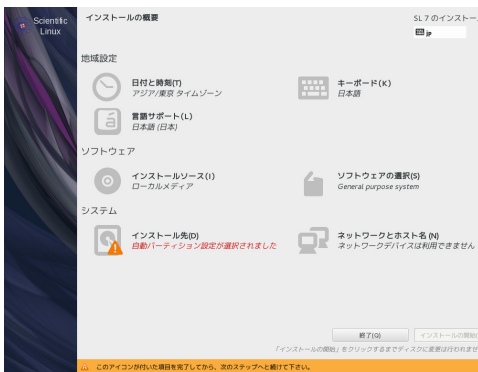 Scientific
Linux
インストールの概要
SL 7 のインストー
jp
地域設定
日付と時刻(T)
アジア/東京 タイムゾーン
キーボード(K)
日本語
言語サポート(L)
日本語 (日本)
ソフトウェア
インストールソース(I)
ローカルメディア
ソフトウェアの選択(S)
General purpose system
システム
インストール先(D)
自動パーティション設定が選択されました
ネットワークとホスト名(N)
ネットワークデバイスは利用できません
終了(Q)
インストールの開始(
「インストールの開始」をクリックするまでディスクに変更は行われませ
このアイコンが付いた項目を完了してから、次のステップへと続けて下さい。